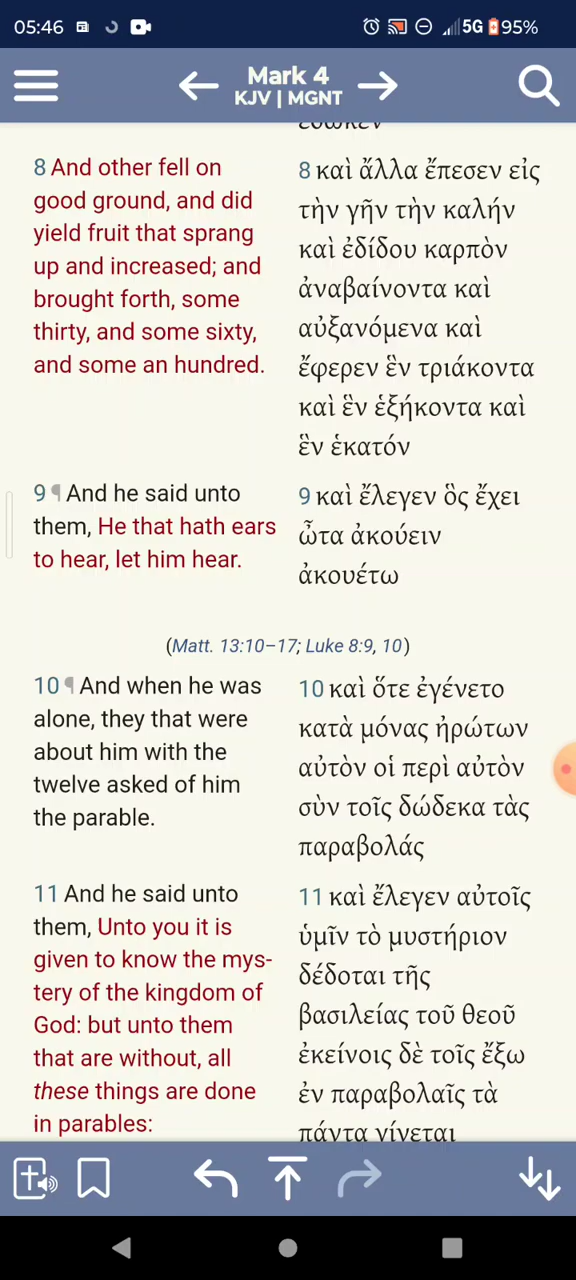 05:46
5G 95%
Mark 4
KJV | MGNT
ἔδωκεν
8 And other fell on
good ground, and did
yield fruit that sprang
up and increased; and
brought forth, some
thirty, and some sixty,
and some an hundred.
8 καὶ ἄλλα ἔπεσεν εἰς
τὴν γῆν τὴν καλήν
καὶ ἐδίδου καρπὸν
ἀναβαίνοντα καὶ
αὐξανόμενα καὶ
ἔφερεν ἓν τριάκοντα
καὶ ἓν ἑξήκοντα καὶ
ἓν ἑκατόν
9 ¶ And he said unto
them, He that hath ears
to hear, let him hear.
9 καὶ ἔλεγεν ὃς ἔχει
ὦτα ἀκούειν
ἀκουέτω
(Matt. 13:10–17; Luke 8:9, 10)
10 ¶ And when he was
alone, they that were
about him with the
twelve asked of him
the parable.
10 καὶ ὅτε ἐγένετο
κατὰ μόνας ἠρώτων
αὐτὸν οἱ περὶ αὐτὸν
σὺν τοῖς δώδεκα τὰς
παραβολάς
11 And he said unto
them, Unto you it is
given to know the mys-
tery of the kingdom of
God: but unto them
that are without, all
these things are done
in parables:
11 καὶ ἔλεγεν αὐτοῖς
ὑμῖν τὸ μυστήριον
δέδοται τῆς
βασιλείας τοῦ θεοῦ
ἐκείνοις δὲ τοῖς ἔξω
ἐν παραβολαῖς τὰ
πάντα γίνεται